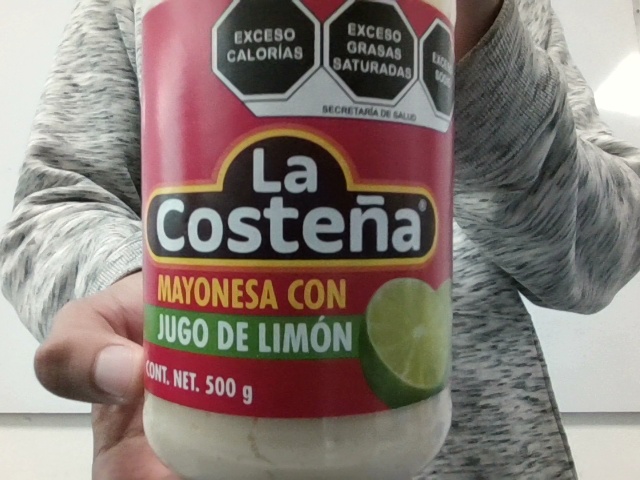 EXCESO
CALORÍAS
EXCESO
GRASAS
SATURADAS
SECRETARÍA DE SALUD
La
Costeña®
MAYONESA CON
JUGO DE LIMÓN
CONT. NET. 500 g